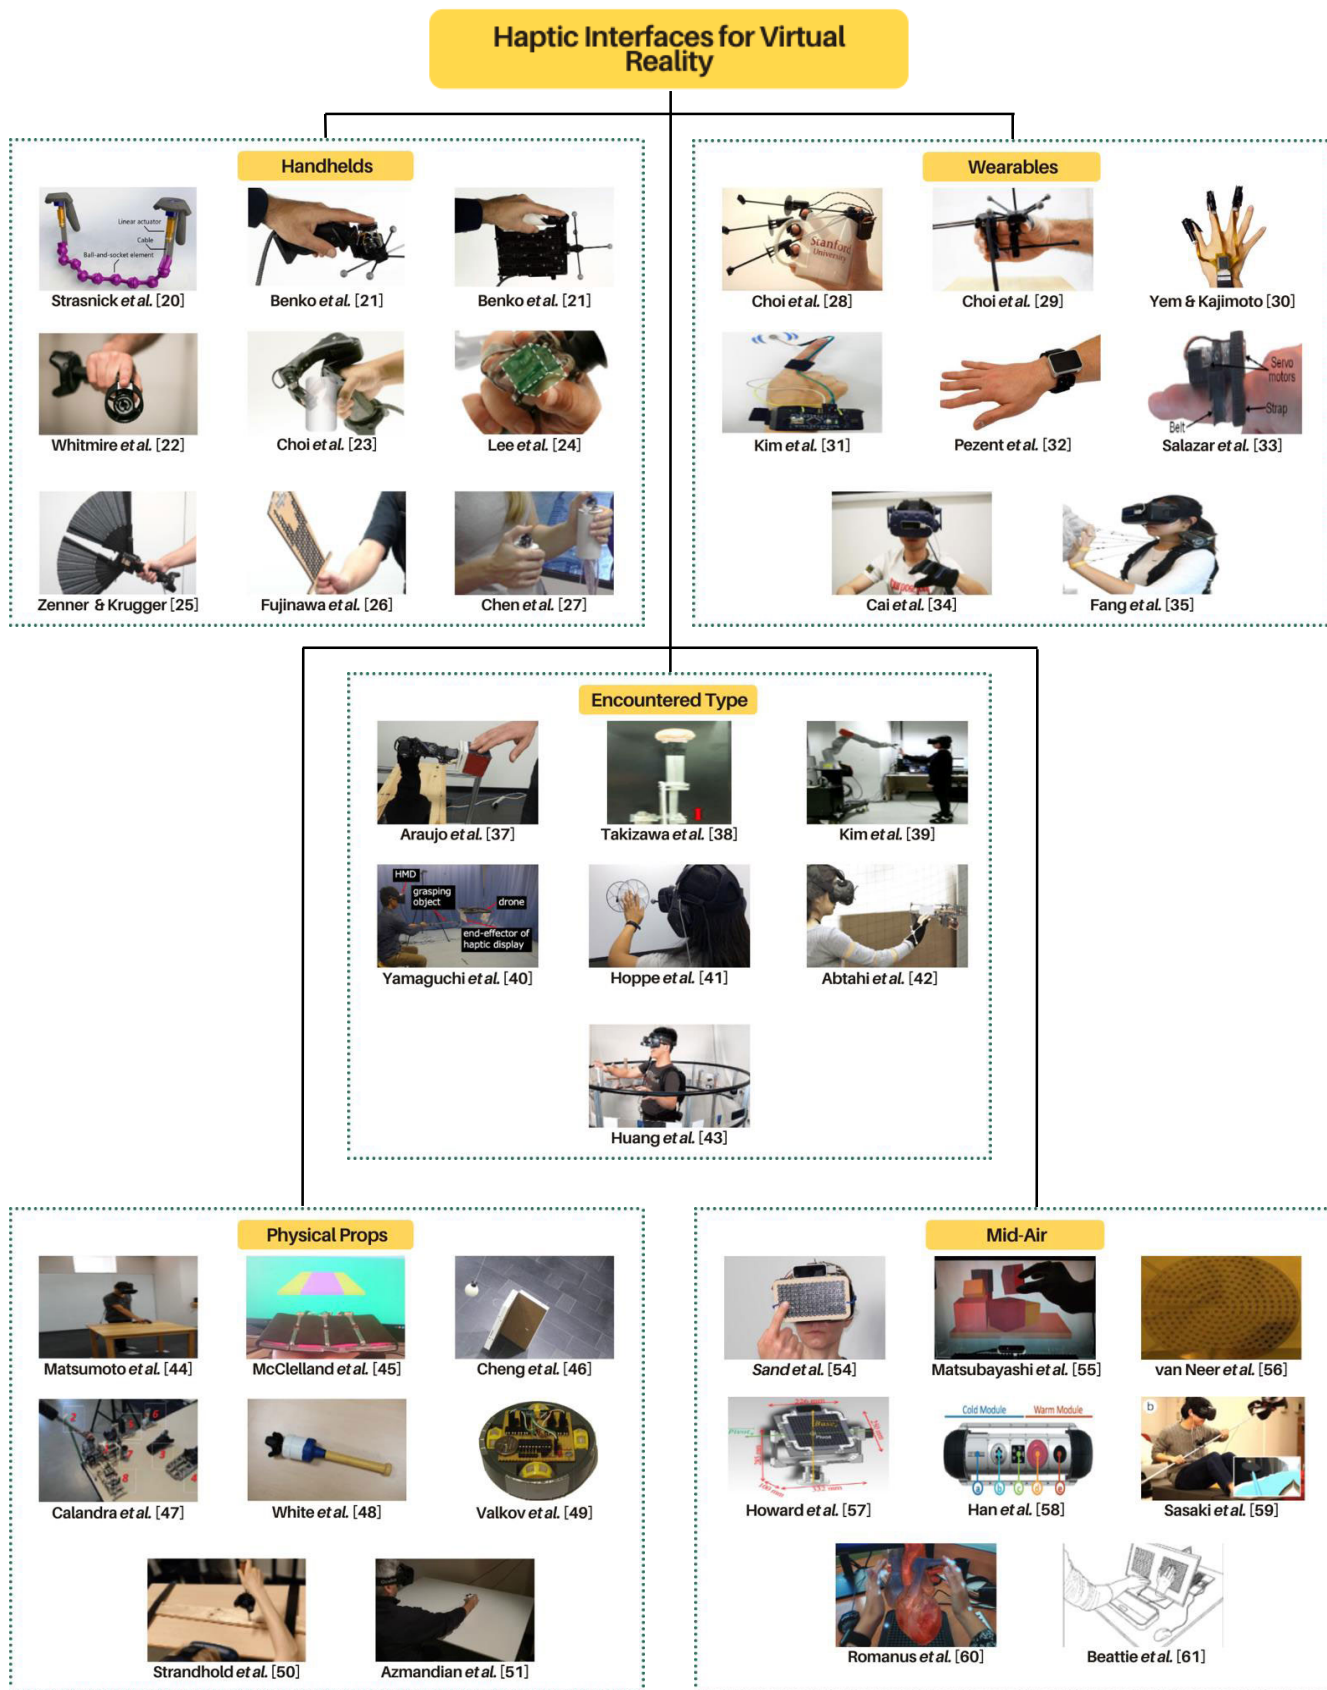 Haptic Interfaces for Virtual
Reality
Handhelds
Linear actuator
Cable
Ball-and-socket element
Strasnick et al. [20]
Benko et al. [21]
Benko et al. [21]
Whitmire et al. [22]
Choi et al. [23]
Lee et al. [24]
Zenner & Krugger [25]
Fujinawa et al. [26]
Chen et al. [27]
Wearables
Stanford
University
Choi et al. [28]
Choi et al. [29]
Yem & Kajimoto [30]
Servo
motors
Strap
Belt
Kim et al. [31]
Pezent et al. [32]
Salazar et al. [33]
Cai et al. [34]
Fang et al. [35]
Encountered Type
Araujo et al. [37]
Takizawa et al. [38]
Kim et al. [39]
HMD
grasping
object
drone
end-effector of
haptic display
Yamaguchi et al. [40]
Hoppe et al. [41]
Abtahi et al. [42]
Huang et al. [43]
Physical Props
Matsumoto et al. [44]
McClelland et al. [45]
Cheng et al. [46]
2
6
5
3
7
8
4
Calandra et al. [47]
White et al. [48]
Valkov et al. [49]
Strandhold et al. [50]
Azmandian et al. [51]
Mid-Air
Sand et al. [54]
Matsubayashi et al. [55]
van Neer et al. [56]
Cold Module
Warm Module
a
b
c
d
e
b
Howard et al. [57]
Han et al. [58]
Sasaki et al. [59]
Romanus et al. [60]
Beattie et al. [61]